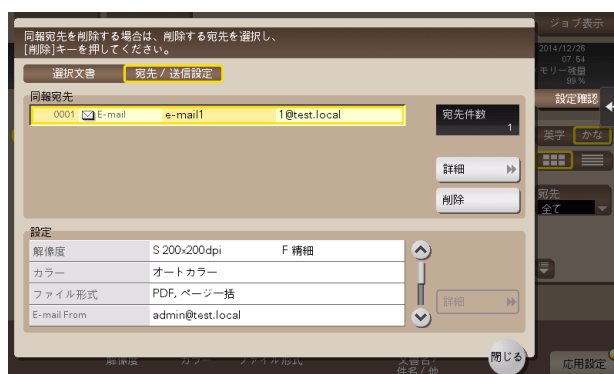 ジョブ表示
同報宛先を削除する場合は、削除する宛先を選択し、
[削除]キーを押してください。
2014/12/26
07:54
モリー残量
99 %
選択文書
宛先 / 送信設定
設定確認
同報宛先
0001 E-mail e-mail1 1@test.local
宛先件数
1
英字 かな
詳細
削除
宛先
全て
設定
解像度 S 200x200dpi F 精細
カラー オートカラー
ファイル形式 PDF, ページ一括
E-mail From admin@test.local
詳細
閉じる
解像度 カラー ファイル形式 文書名/
件名 / 他
応用設定